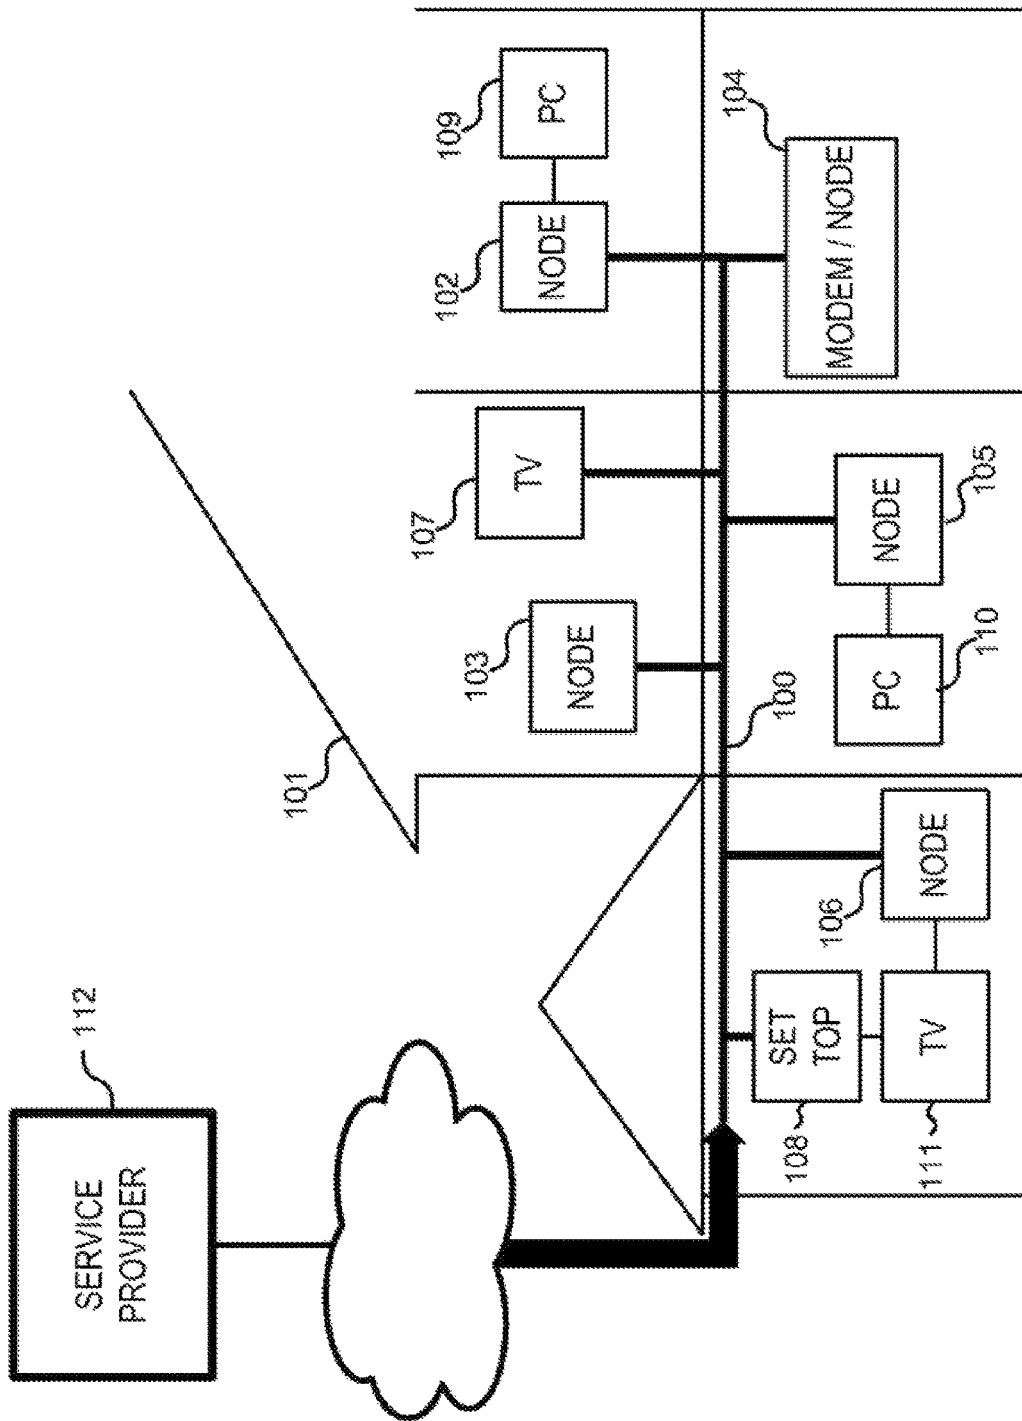 SERVICE
PROVIDER
112
101
103
NODE
107
TV
102
NODE
109
PC
100
108
SET
TOP
111
TV
106
NODE
PC
110
NODE
105
MODEM / NODE
104